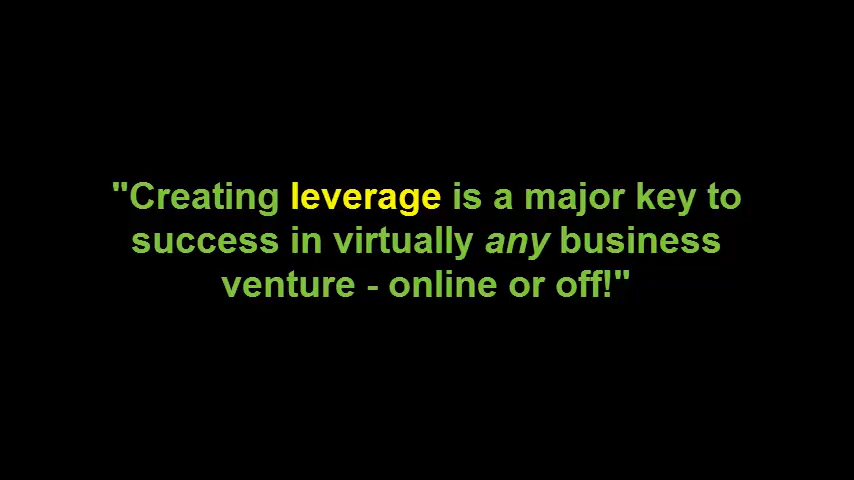 "Creating leverage is a major key to
success in virtually any business
venture - online or off!"